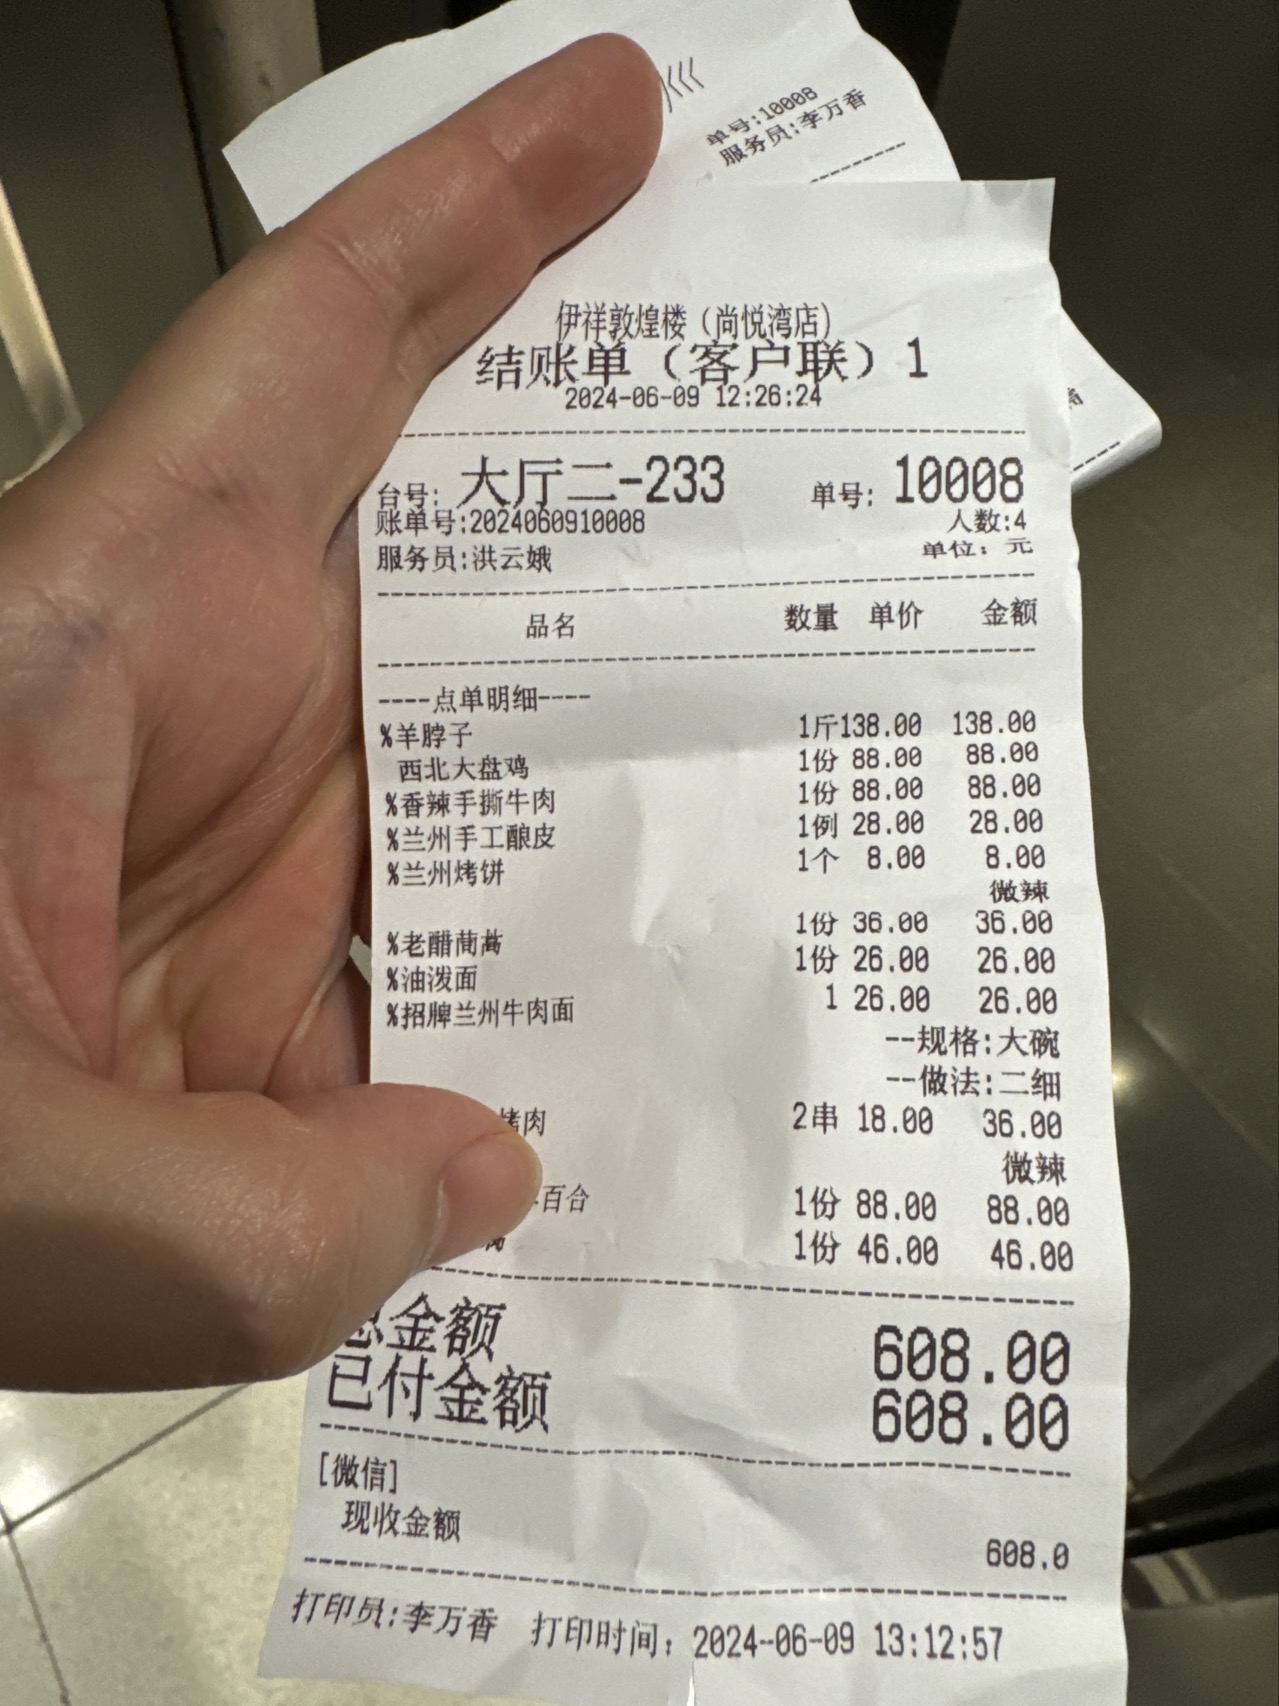 单号:10008
服务员:李万香
伊祥敦煌楼（尚悦湾店）
结账单（客户联）1
2024-06-09 12:26:24
台号: 大厅二-233 单号: 10008
账单号:2024060910008 人数:4
服务员:洪云娥 单位: 元
品名 数量 单价 金额
----点单明细----
%羊脖子 1斤138.00 138.00
西北大盘鸡 1份 88.00 88.00
%香辣手撕牛肉 1份 88.00 88.00
%兰州手工酿皮 1例 28.00 28.00
%兰州烤饼 1个 8.00 8.00
微辣
%老醋茼蒿 1份 36.00 36.00
%油泼面 1份 26.00 26.00
%招牌兰州牛肉面 1 26.00 26.00
--规格:大碗
--做法:二细
烤肉 2串 18.00 36.00
微辣
百合 1份 88.00 88.00
1份 46.00 46.00
总金额 608.00
已付金额 608.00
[微信]
现收金额 608.0
打印员:李万香 打印时间: 2024-06-09 13:12:57